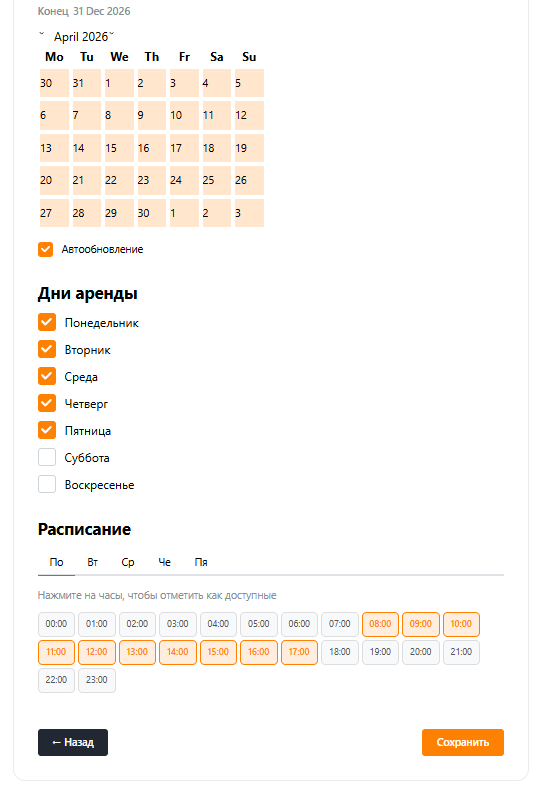 Конец 31 Dec 2026
April 2026
Mo Tu We Th Fr Sa Su
30 31 1 2 3 4 5
6 7 8 9 10 11 12
13 14 15 16 17 18 19
20 21 22 23 24 25 26
27 28 29 30 1 2 3
Автообновление
Дни аренды
Понедельник
Вторник
Среда
Четверг
Пятница
Суббота
Воскресенье
Расписание
По Вт Ср Че Пя
Нажмите на часы, чтобы отметить как доступные
00:00 01:00 02:00 03:00 04:00 05:00 06:00 07:00 08:00 09:00 10:00
11:00 12:00 13:00 14:00 15:00 16:00 17:00 18:00 19:00 20:00 21:00
22:00 23:00
← Назад Сохранить